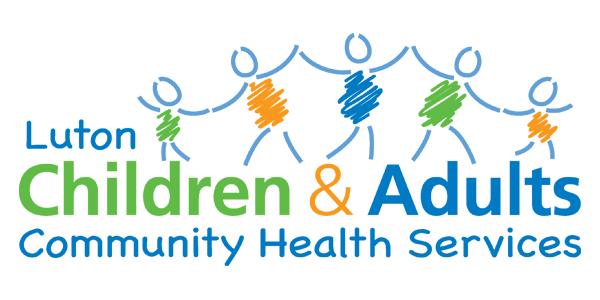 Luton
Children & Adults
Community Health Services